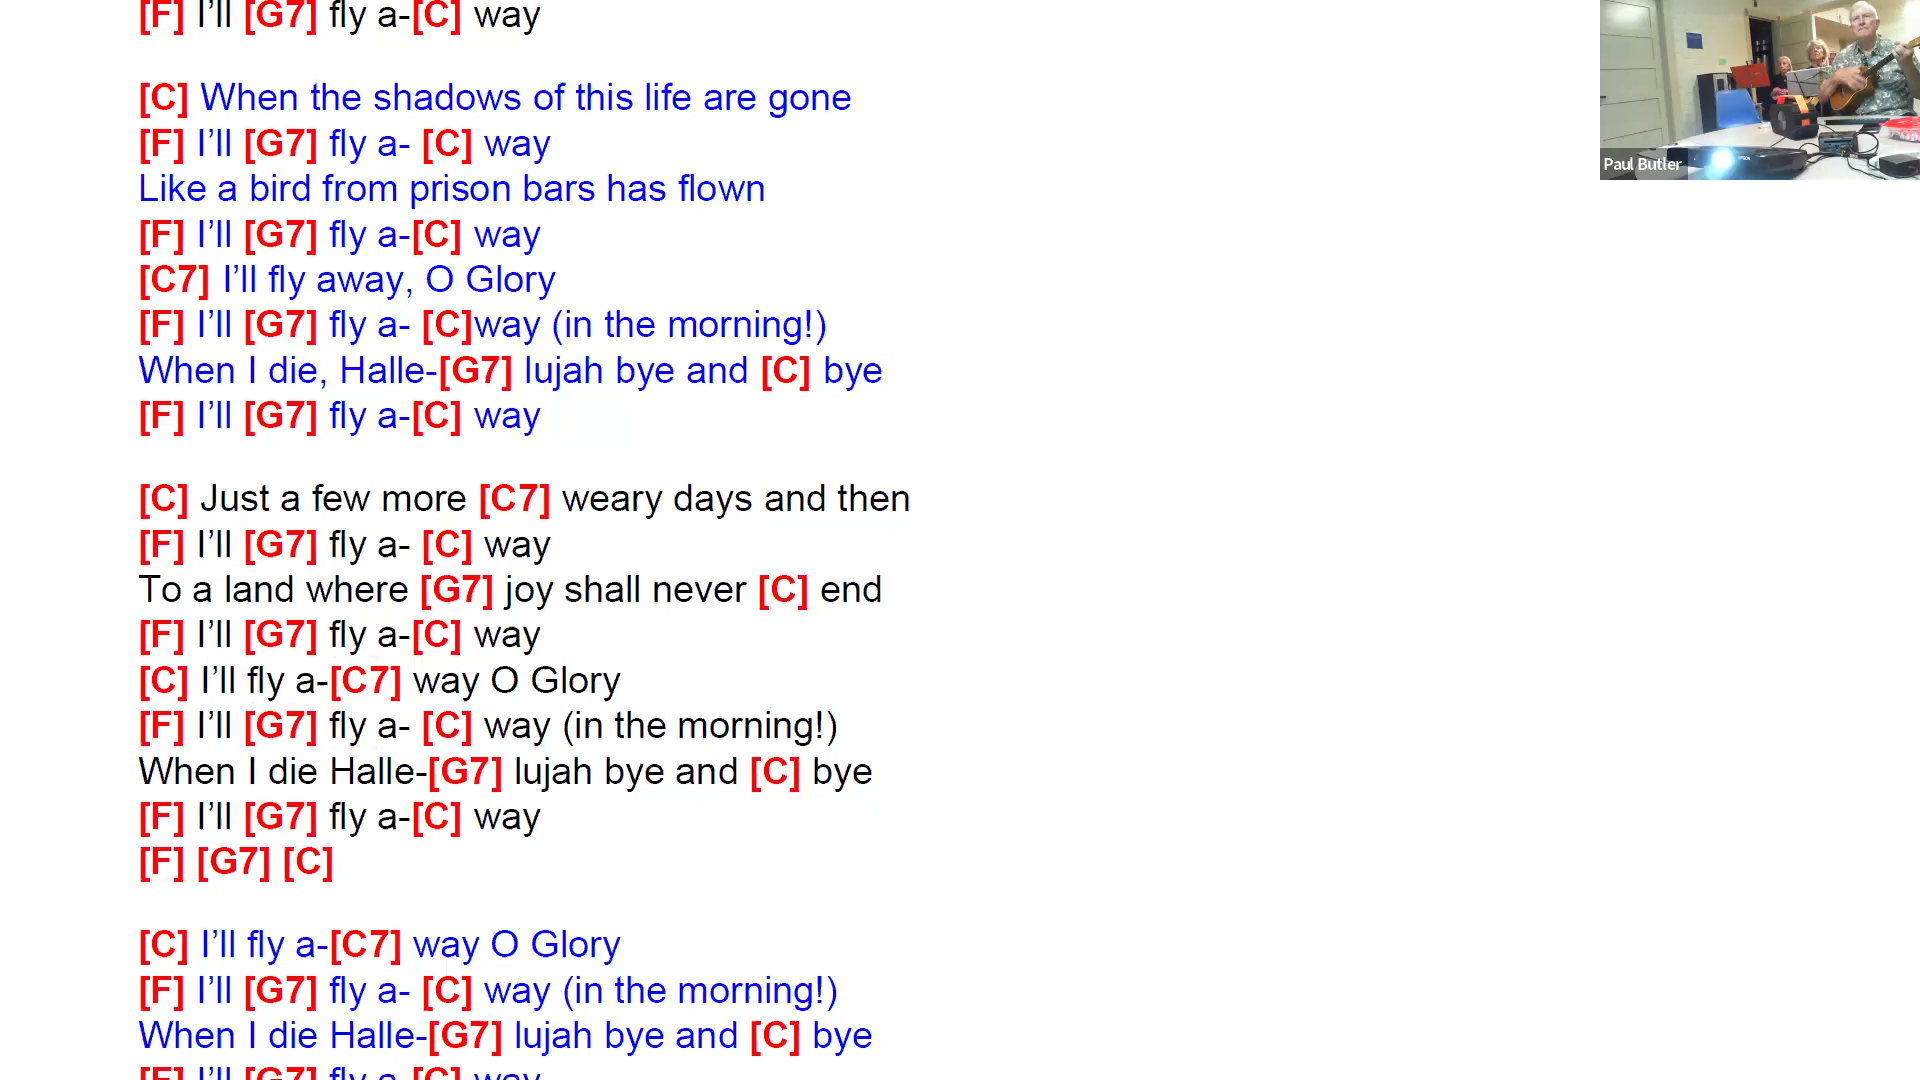 [F] I’ll [G7] fly a-[C] way
[C] When the shadows of this life are gone
[F] I’ll [G7] fly a- [C] way
Like a bird from prison bars has flown
[F] I’ll [G7] fly a-[C] way
[C7] I’ll fly away, O Glory
[F] I’ll [G7] fly a- [C]way (in the morning!)
When I die, Halle-[G7] lujah bye and [C] bye
[F] I’ll [G7] fly a-[C] way
[C] Just a few more [C7] weary days and then
[F] I’ll [G7] fly a- [C] way
To a land where [G7] joy shall never [C] end
[F] I’ll [G7] fly a-[C] way
[C] I’ll fly a-[C7] way O Glory
[F] I’ll [G7] fly a- [C] way (in the morning!)
When I die Halle-[G7] lujah bye and [C] bye
[F] I’ll [G7] fly a-[C] way
[F] [G7] [C]
[C] I’ll fly a-[C7] way O Glory
[F] I’ll [G7] fly a- [C] way (in the morning!)
When I die Halle-[G7] lujah bye and [C] bye
[F] I’ll [G7] fly a-[C] way
Paul Butler